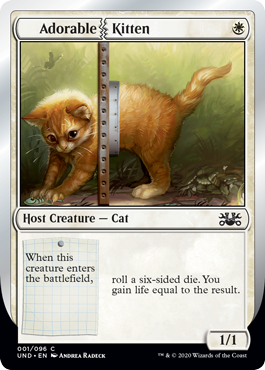 Adorable Kitten
Host Creature — Cat
When this
creature enters
the battlefield,
roll a six-sided die. You
gain life equal to the result.
1/1
001/096 C
UND • EN ANDREA RADECK
™ & © 2020 Wizards of the Coast